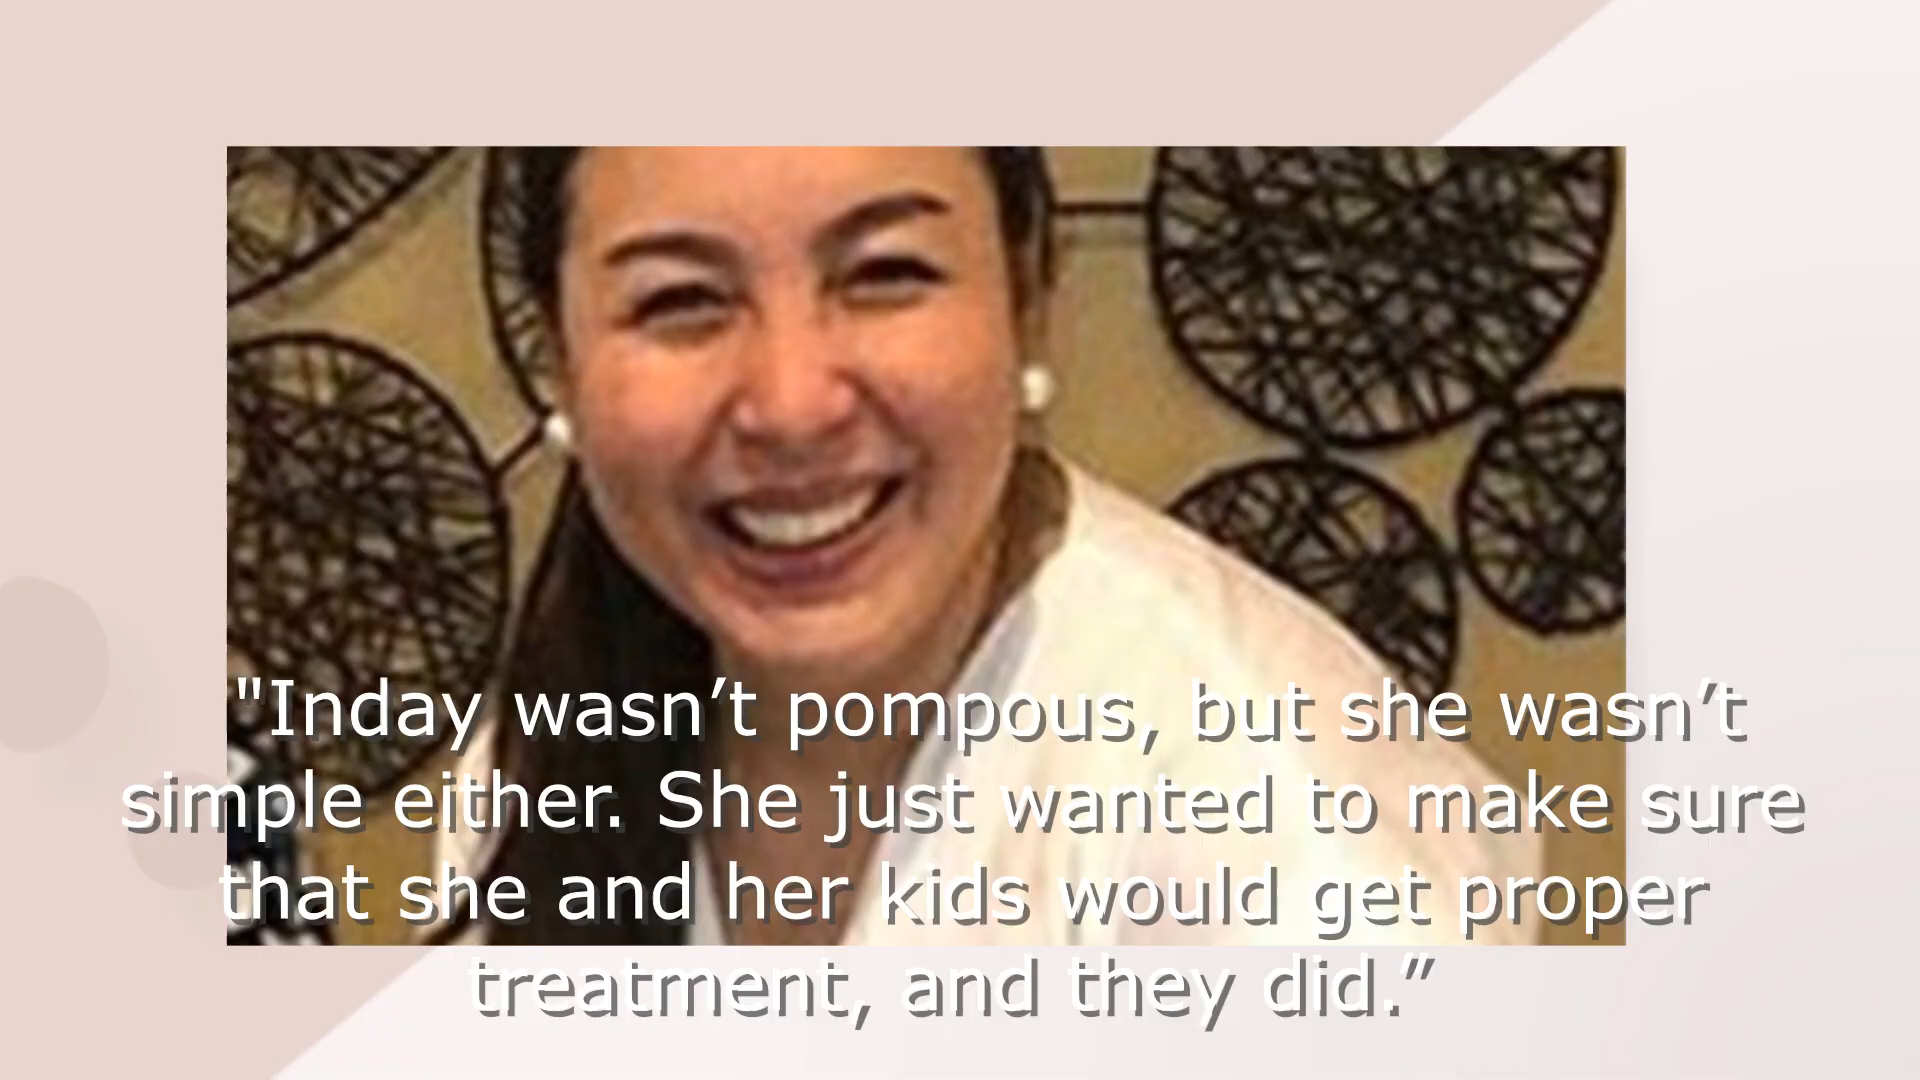 "Inday wasn’t pompous, but she wasn’t
simple either. She just wanted to make sure
that she and her kids would get proper
treatment, and they did.”